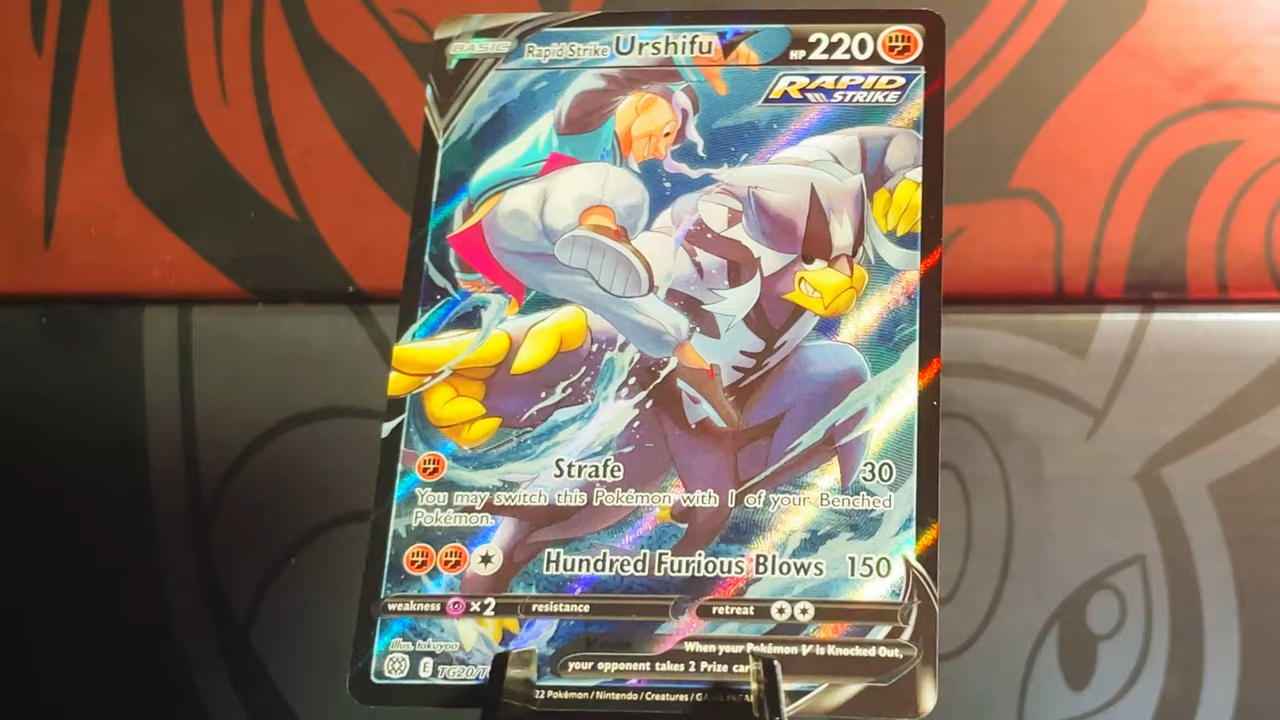 BASIC Rapid Strike Urshifu V HP 220
RAPID
STRIKE
Strafe 30
You may switch this Pokémon with 1 of your Benched
Pokémon.
Hundred Furious Blows 150
weakness ×2 resistance retreat
Illus. takuyoa
When your Pokémon V is Knocked Out,
your opponent takes 2 Prize
E TG20/
22 Pokémon / Nintendo / Creatures /